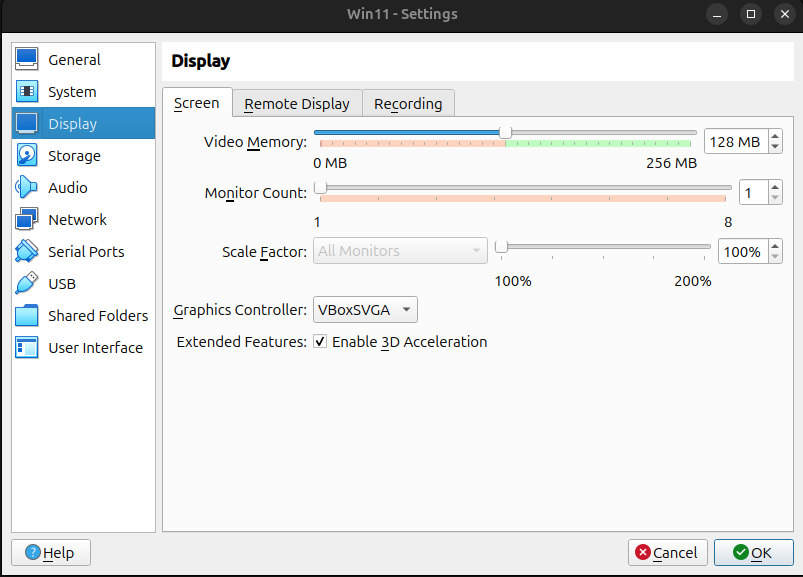 Win11 - Settings
General
System
Display
Storage
Audio
Network
Serial Ports
USB
Shared Folders
User Interface
Display
Screen
Remote Display
Recording
Video Memory:
128 MB
0 MB
256 MB
Monitor Count:
1
1
8
Scale Factor:
All Monitors
100%
100%
200%
Graphics Controller:
VBoxSVGA
Extended Features:
Enable 3D Acceleration
Help
Cancel
OK